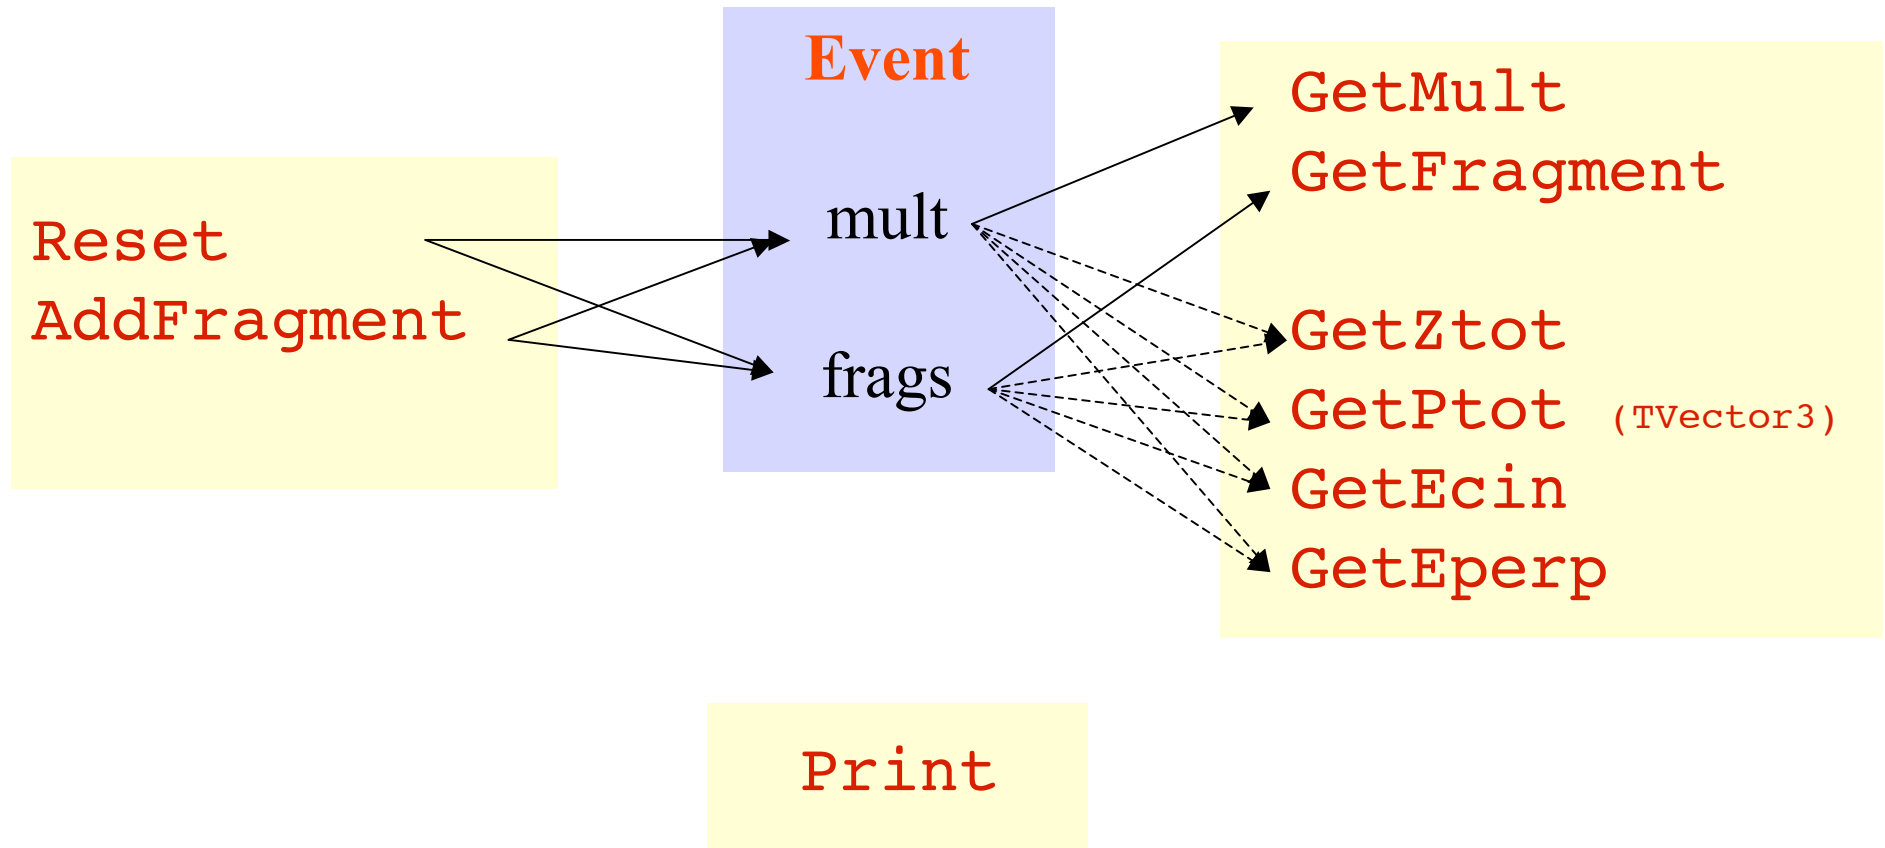 Event
mult
frags
Reset
AddFragment
GetMult
GetFragment
GetZtot
GetPtot (TVector3)
GetEcin
GetEperp
Print